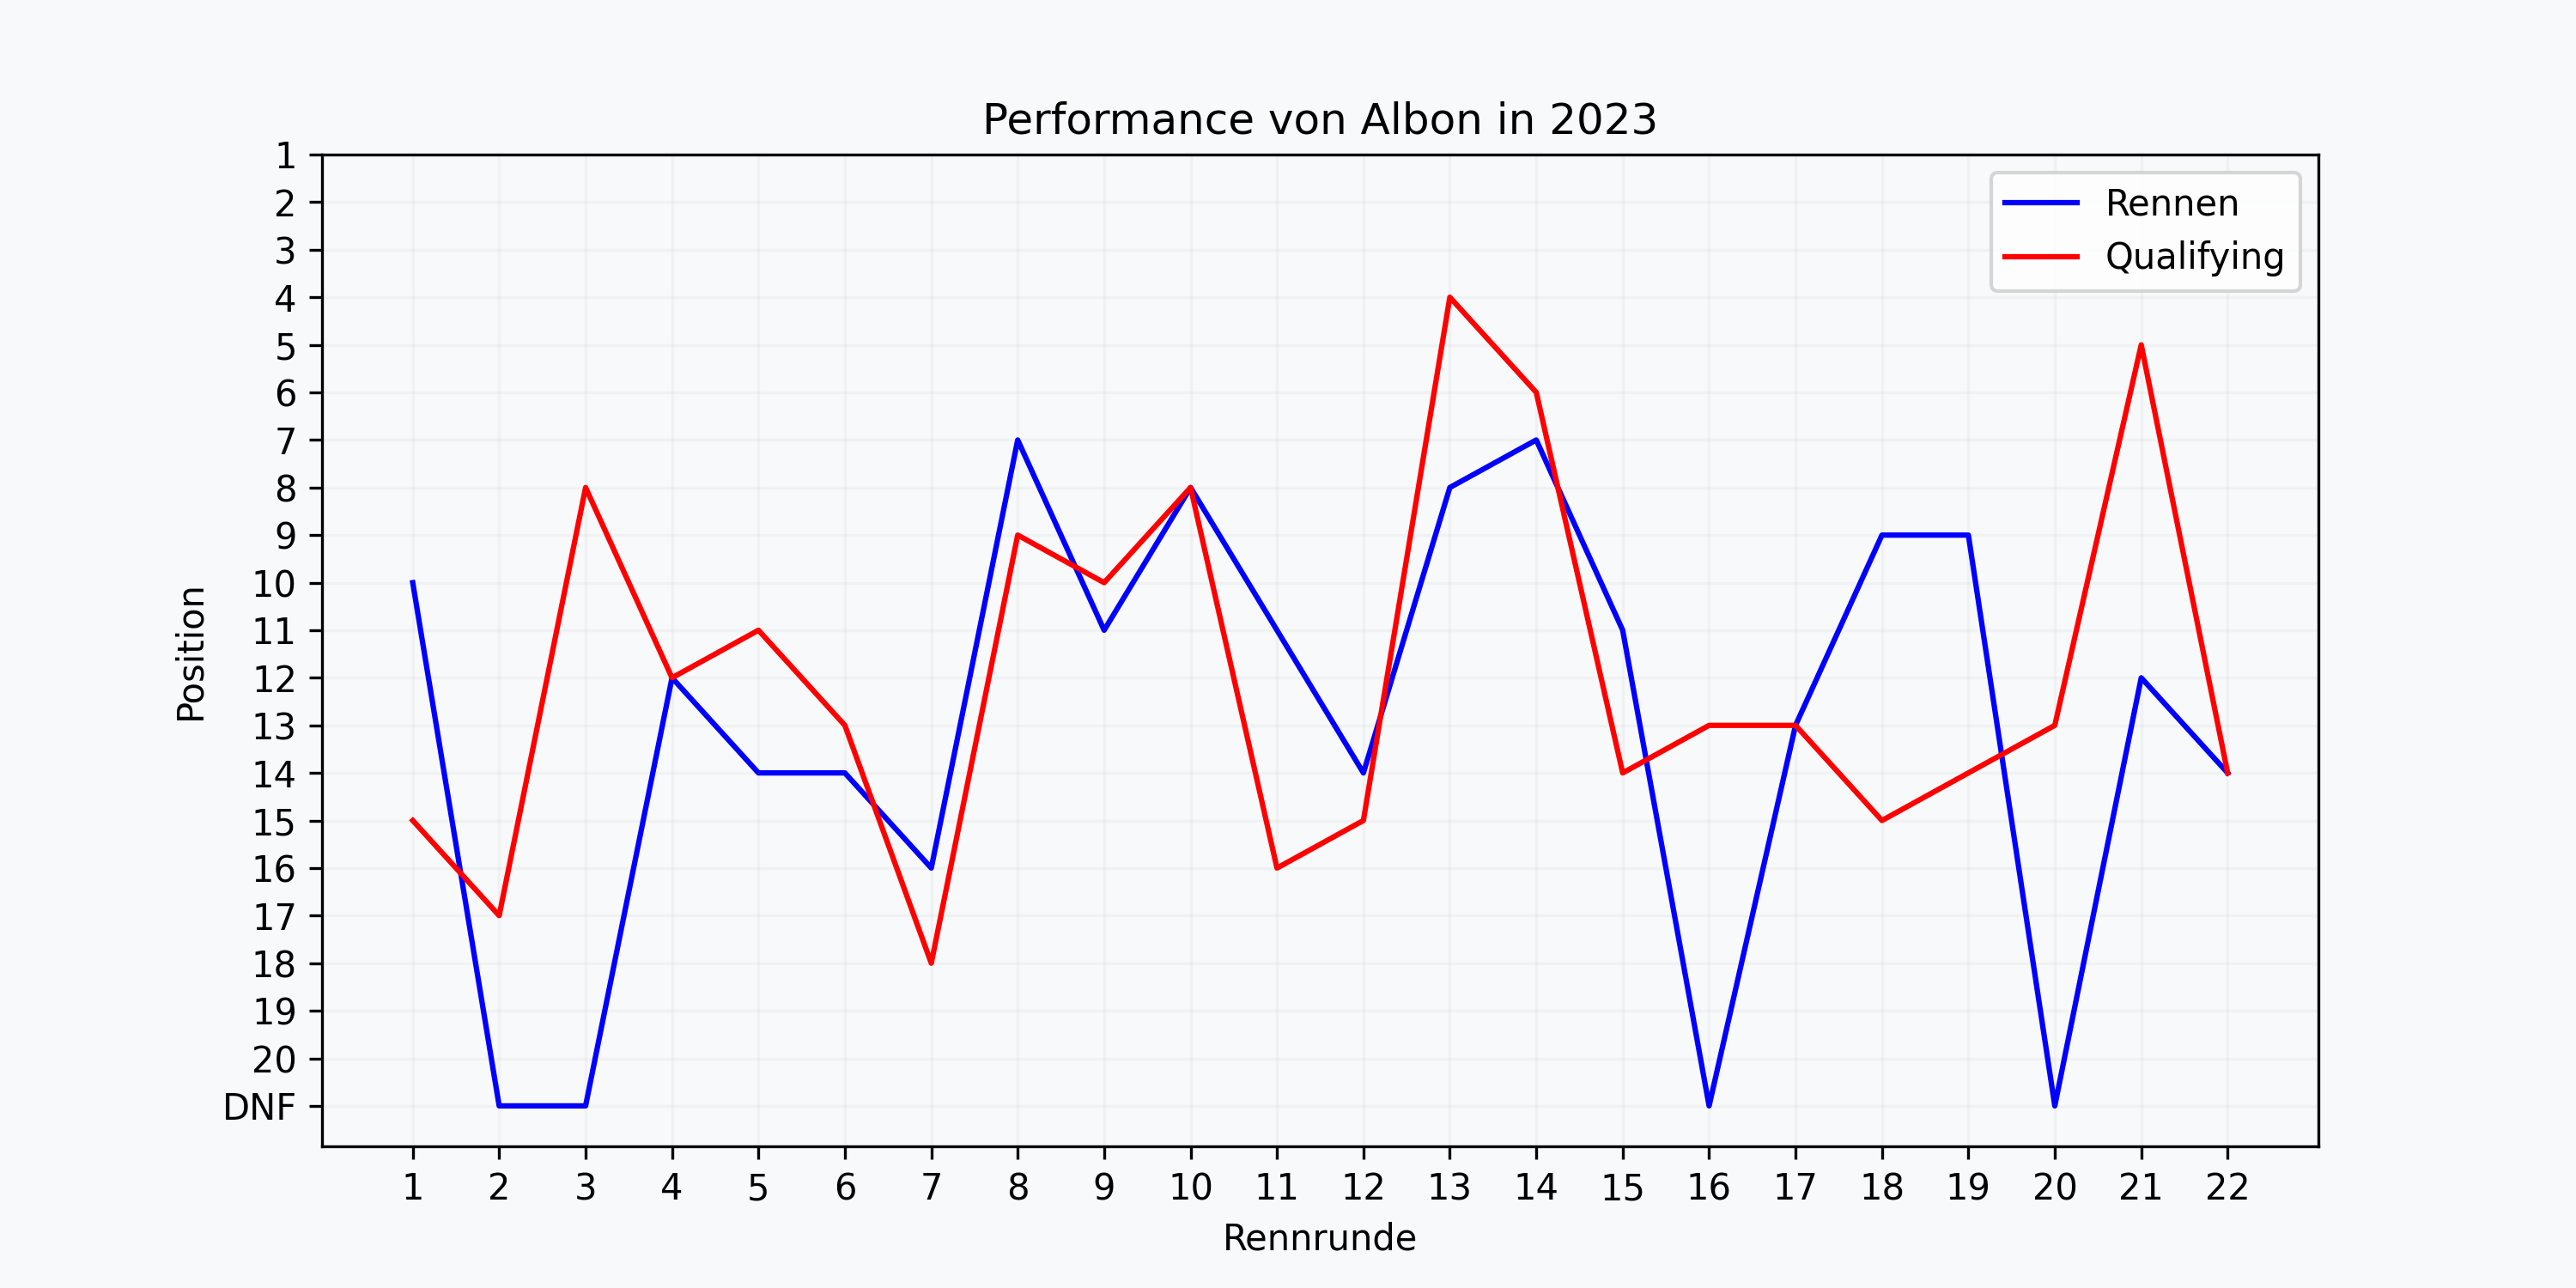 Performance von Albon in 2023
Rennen
Qualifying
Position
1
2
3
4
5
6
7
8
9
10
11
12
13
14
15
16
17
18
19
20
DNF
1 2 3 4 5 6 7 8 9 10 11 12 13 14 15 16 17 18 19 20 21 22
Rennrunde